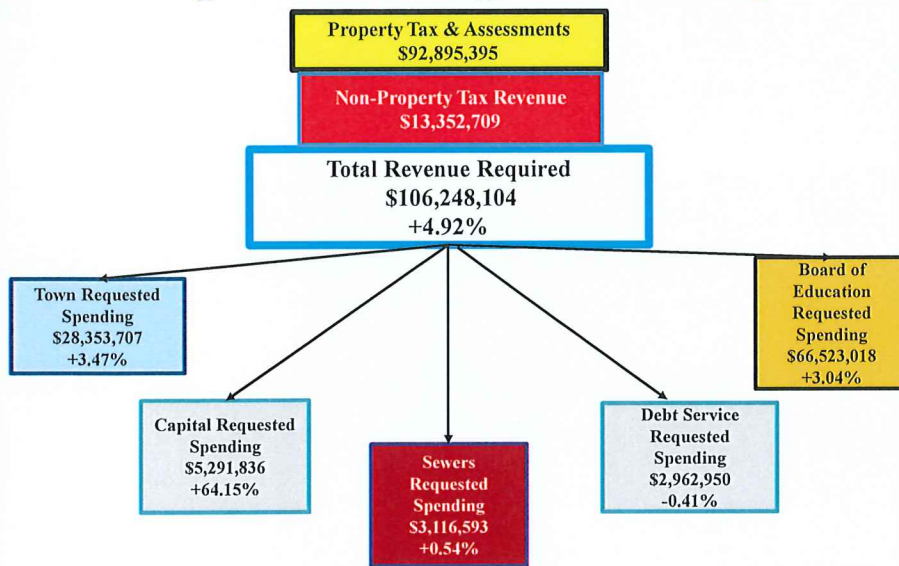 Property Tax & Assessments
$92,895,395
Non-Property Tax Revenue
$13,352,709
Total Revenue Required
$106,248,104
+4.92%
Town Requested
Spending
$28,353,707
+3.47%
Board of
Education
Requested
Spending
$66,523,018
+3.04%
Capital Requested
Spending
$5,291,836
+64.15%
Sewers
Requested
Spending
$3,116,593
+0.54%
Debt Service
Requested
Spending
$2,962,950
-0.41%